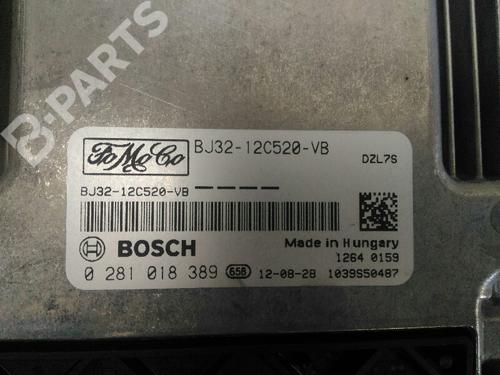 B-PARTS
FoMoCo
BJ32-12C520-VB
DZL7S
BJ32-12C520-VB — — — —
BOSCH
Made in Hungary
1264 0159
0 281 018 389 658 12-08-28 1039S50487